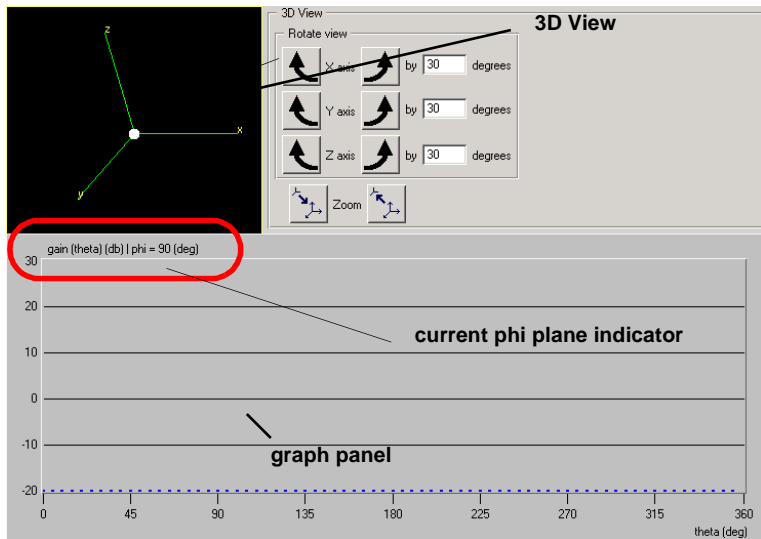 3D View
3D View
Rotate view
X axis by 30 degrees
Y axis by 30 degrees
Z axis by 30 degrees
Zoom
z
x
y
gain (theta) (db) | phi = 90 (deg)
30
20
10
0
-10
-20
current phi plane indicator
graph panel
0 45 90 135 180 225 270 315 360
theta (deg)